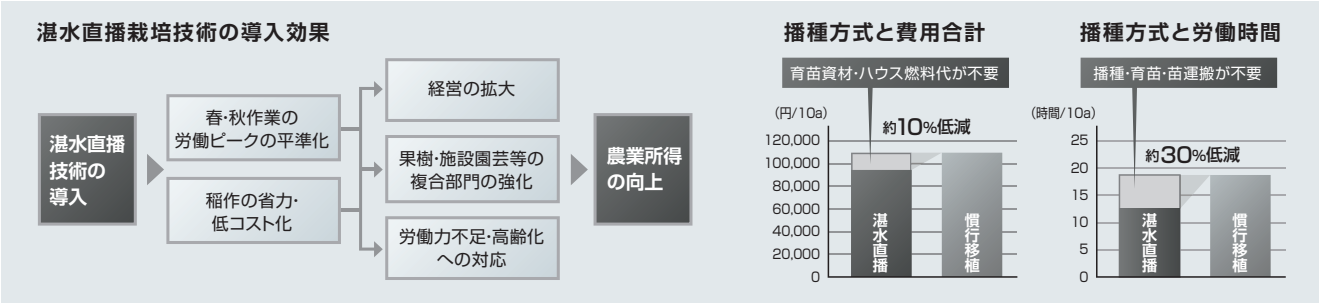 湛水直播栽培技術の導入効果
湛水直播
技術の
導入
春・秋作業の
労働ピークの平準化
稲作の省力・
低コスト化
経営の拡大
果樹・施設園芸等の
複合部門の強化
労働力不足・高齢化
への対応
農業所得
の向上
播種方式と費用合計
育苗資材・ハウス燃料代が不要
（円/10a）
約10%低減
120,000
100,000
80,000
60,000
40,000
20,000
0
湛水直播
慣行移植
播種方式と労働時間
播種・育苗・苗運搬が不要
（時間/10a）
約30%低減
25
20
15
10
5
0
湛水直播
慣行移植